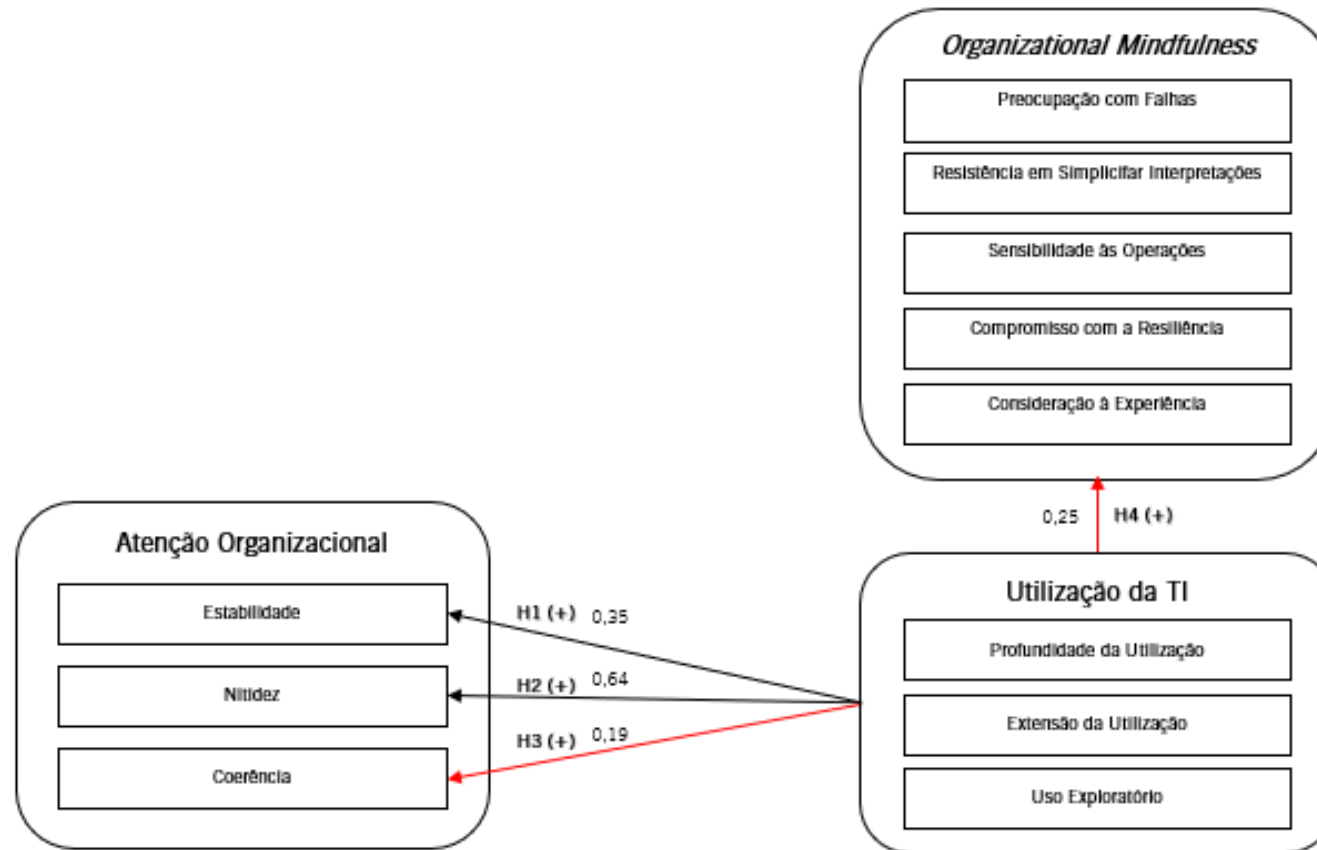 Organizational Mindfulness
Preocupação com Falhas
Resistência em Simplicifar Interpretações
Sensibilidade às Operações
Compromisso com a Resiliência
Consideração à Experiência
0,25 H4 (+)
Atenção Organizacional
Estabilidade
Nitidez
Coerência
H1 (+) 0,35
H2 (+) 0,64
H3 (+) 0,19
Utilização da TI
Profundidade da Utilização
Extensão da Utilização
Uso Exploratório